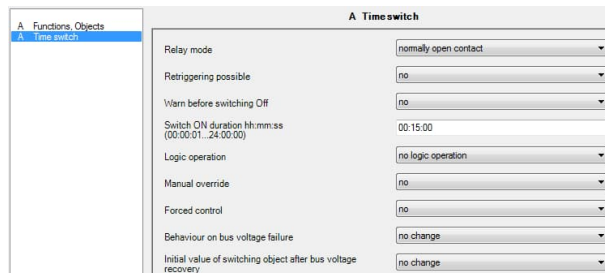 A Time switch
A Functions, Objects
A Time switch
Relay mode
normally open contact
Retriggering possible
no
Warn before switching Off
no
Switch ON duration hh:mm:ss
(00:00:01...24:00:00)
00:15:00
Logic operation
no logic operation
Manual override
no
Forced control
no
Behaviour on bus voltage failure
no change
Initial value of switching object after bus voltage
recovery
no change